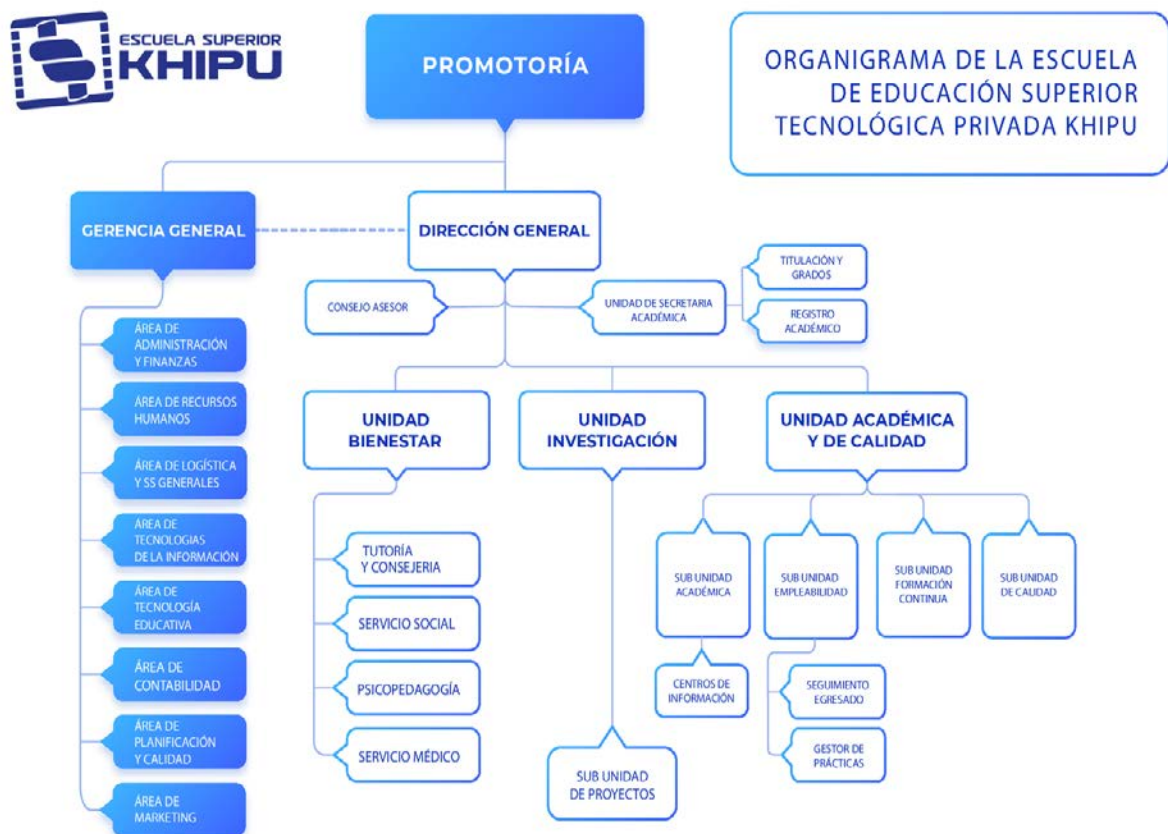 ESCUELA SUPERIOR
KHIPU
PROMOTORÍA
ORGANIGRAMA DE LA ESCUELA
DE EDUCACIÓN SUPERIOR
TECNOLÓGICA PRIVADA KHIPU
GERENCIA GENERAL
DIRECCIÓN GENERAL
CONSEJO ASESOR
UNIDAD DE SECRETARIA
ACADÉMICA
TITULACIÓN Y
GRADOS
REGISTRO
ACADÉMICO
ÁREA DE
ADMINISTRACIÓN
Y FINANZAS
ÁREA DE RECURSOS
HUMANOS
ÁREA DE LOGÍSTICA
Y SS GENERALES
ÁREA DE
TECNOLOGIAS
DE LA INFORMACIÓN
ÁREA DE
TECNOLOGÍA
EDUCATIVA
ÁREA DE
CONTABILIDAD
ÁREA DE
PLANIFICACIÓN
Y CALIDAD
ÁREA DE
MARKETING
UNIDAD
BIENESTAR
TUTORÍA
Y CONSEJERIA
SERVICIO SOCIAL
PSICOPEDAGOGÍA
SERVICIO MÉDICO
UNIDAD
INVESTIGACIÓN
SUB UNIDAD
DE PROYECTOS
UNIDAD ACADÉMICA
Y DE CALIDAD
SUB UNIDAD
ACADÉMICA
CENTROS DE
INFORMACIÓN
SUB UNIDAD
EMPLEABILIDAD
SEGUIMIENTO
EGRESADO
GESTOR DE
PRÁCTICAS
SUB UNIDAD
FORMACIÓN
CONTINUA
SUB UNIDAD
DE CALIDAD